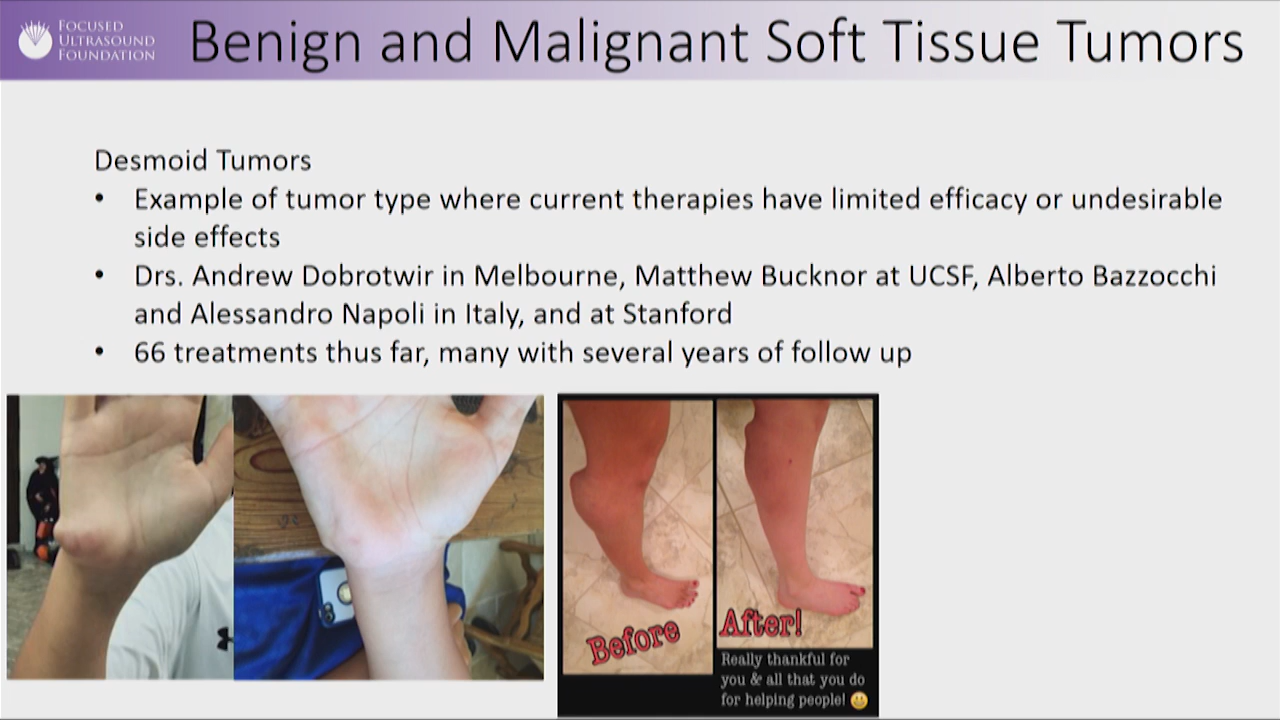 FOCUSED
ULTRASOUND
FOUNDATION
Benign and Malignant Soft Tissue Tumors
Desmoid Tumors
• Example of tumor type where current therapies have limited efficacy or undesirable
side effects
• Drs. Andrew Dobrotwir in Melbourne, Matthew Bucknor at UCSF, Alberto Bazzocchi
and Alessandro Napoli in Italy, and at Stanford
• 66 treatments thus far, many with several years of follow up
Before
After!
Really thankful for
you & all that you do
for helping people! 😀